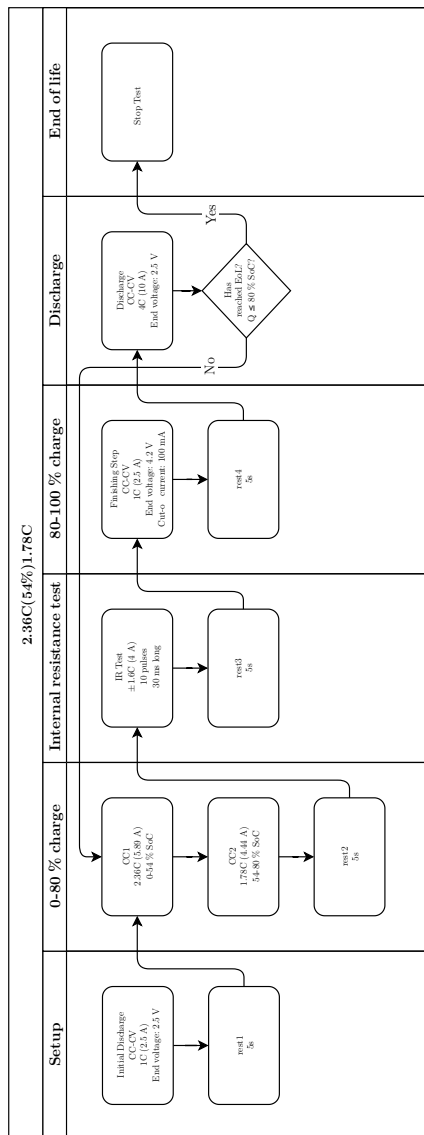 2.36C(54%)1.78C
Setup
Initial Discharge
CC-CV
1C (2.5 A)
End voltage: 2.5 V
rest1
5s
0-80 % charge
CC1
2.36C (5.89 A)
0-54 % SoC
CC2
1.78C (4.44 A)
54-80 % SoC
rest2
5s
Internal resistance test
IR Test
±1.6C (4 A)
10 pulses
30 ms long
rest3
5s
80-100 % charge
Finishing Step
CC-CV
1C (2.5 A)
End voltage: 4.2 V
Cut-o current: 100 mA
rest4
5s
Discharge
Discharge
CC-CV
4C (10 A)
End voltage: 2.5 V
Has
reached EoL?
Q ≤ 80 % SoC?
No
Yes
End of life
Stop Test